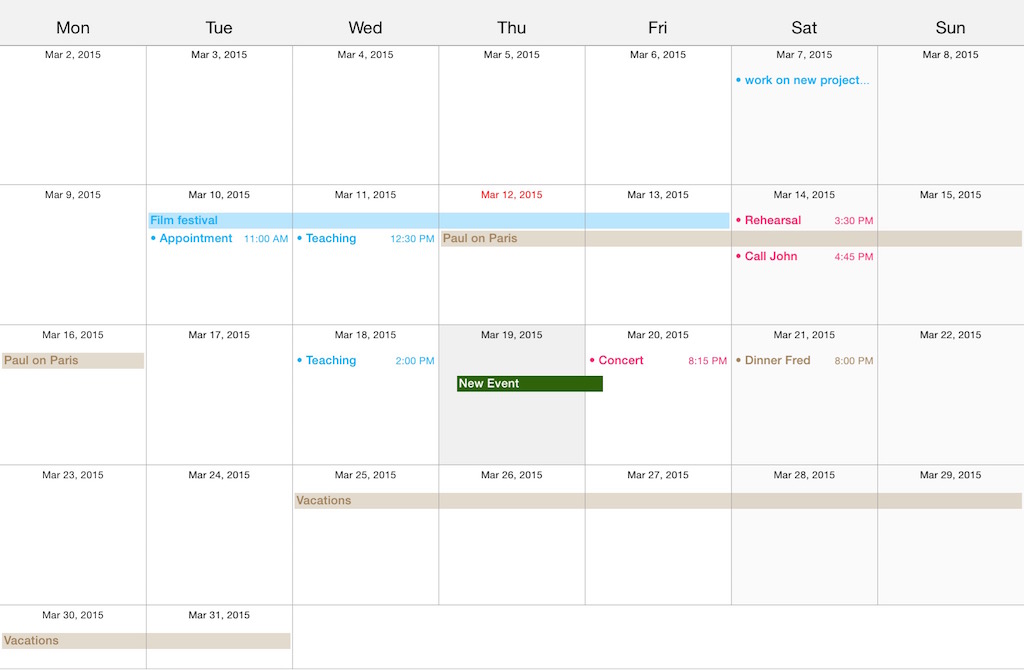 Mon Tue Wed Thu Fri Sat Sun
Mar 2, 2015 Mar 3, 2015 Mar 4, 2015 Mar 5, 2015 Mar 6, 2015 Mar 7, 2015 Mar 8, 2015
• work on new project...
Mar 9, 2015 Mar 10, 2015 Mar 11, 2015 Mar 12, 2015 Mar 13, 2015 Mar 14, 2015 Mar 15, 2015
Film festival • Rehearsal 3:30 PM
• Appointment 11:00 AM • Teaching 12:30 PM Paul on Paris
• Call John 4:45 PM
Mar 16, 2015 Mar 17, 2015 Mar 18, 2015 Mar 19, 2015 Mar 20, 2015 Mar 21, 2015 Mar 22, 2015
Paul on Paris • Teaching 2:00 PM • Concert 8:15 PM • Dinner Fred 8:00 PM
New Event
Mar 23, 2015 Mar 24, 2015 Mar 25, 2015 Mar 26, 2015 Mar 27, 2015 Mar 28, 2015 Mar 29, 2015
Vacations
Mar 30, 2015 Mar 31, 2015
Vacations